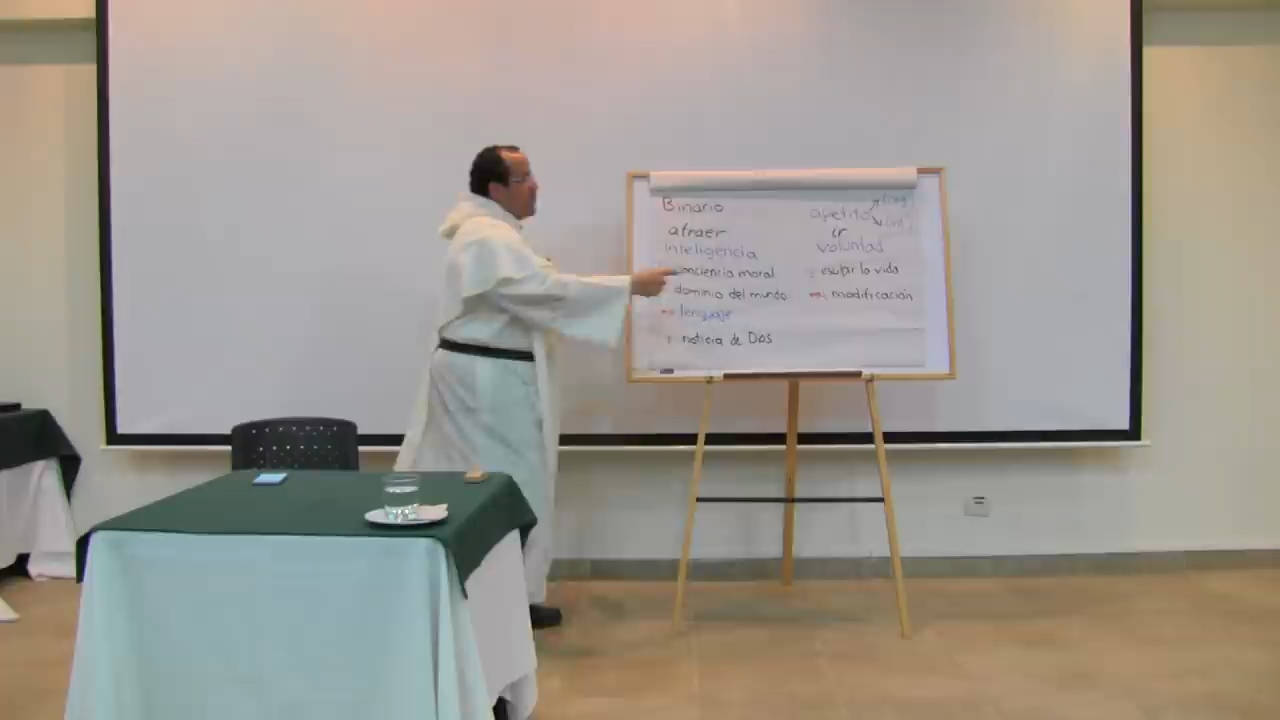 Binario
atraer
inteligencia
conciencia moral
dominio del mundo
lenguaje
noticia de Dios
apetito
ir
voluntad
esculpir la vida
modificación